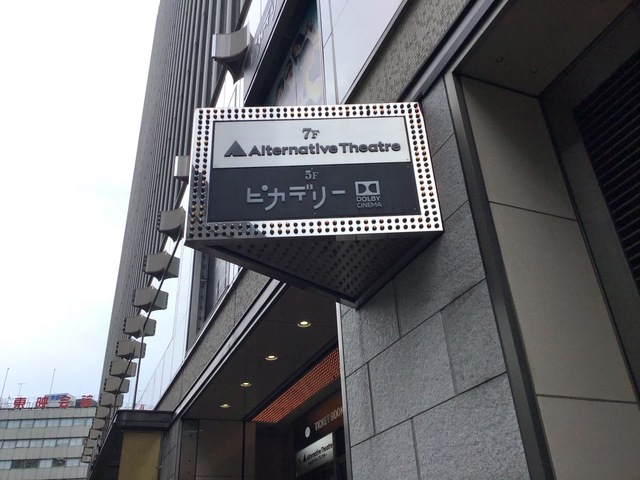 7F
Alternative Theatre
5F
ピカデリー
DOLBY
CINEMA
東映会館
TICKET BOOTH
Alternative Theatre